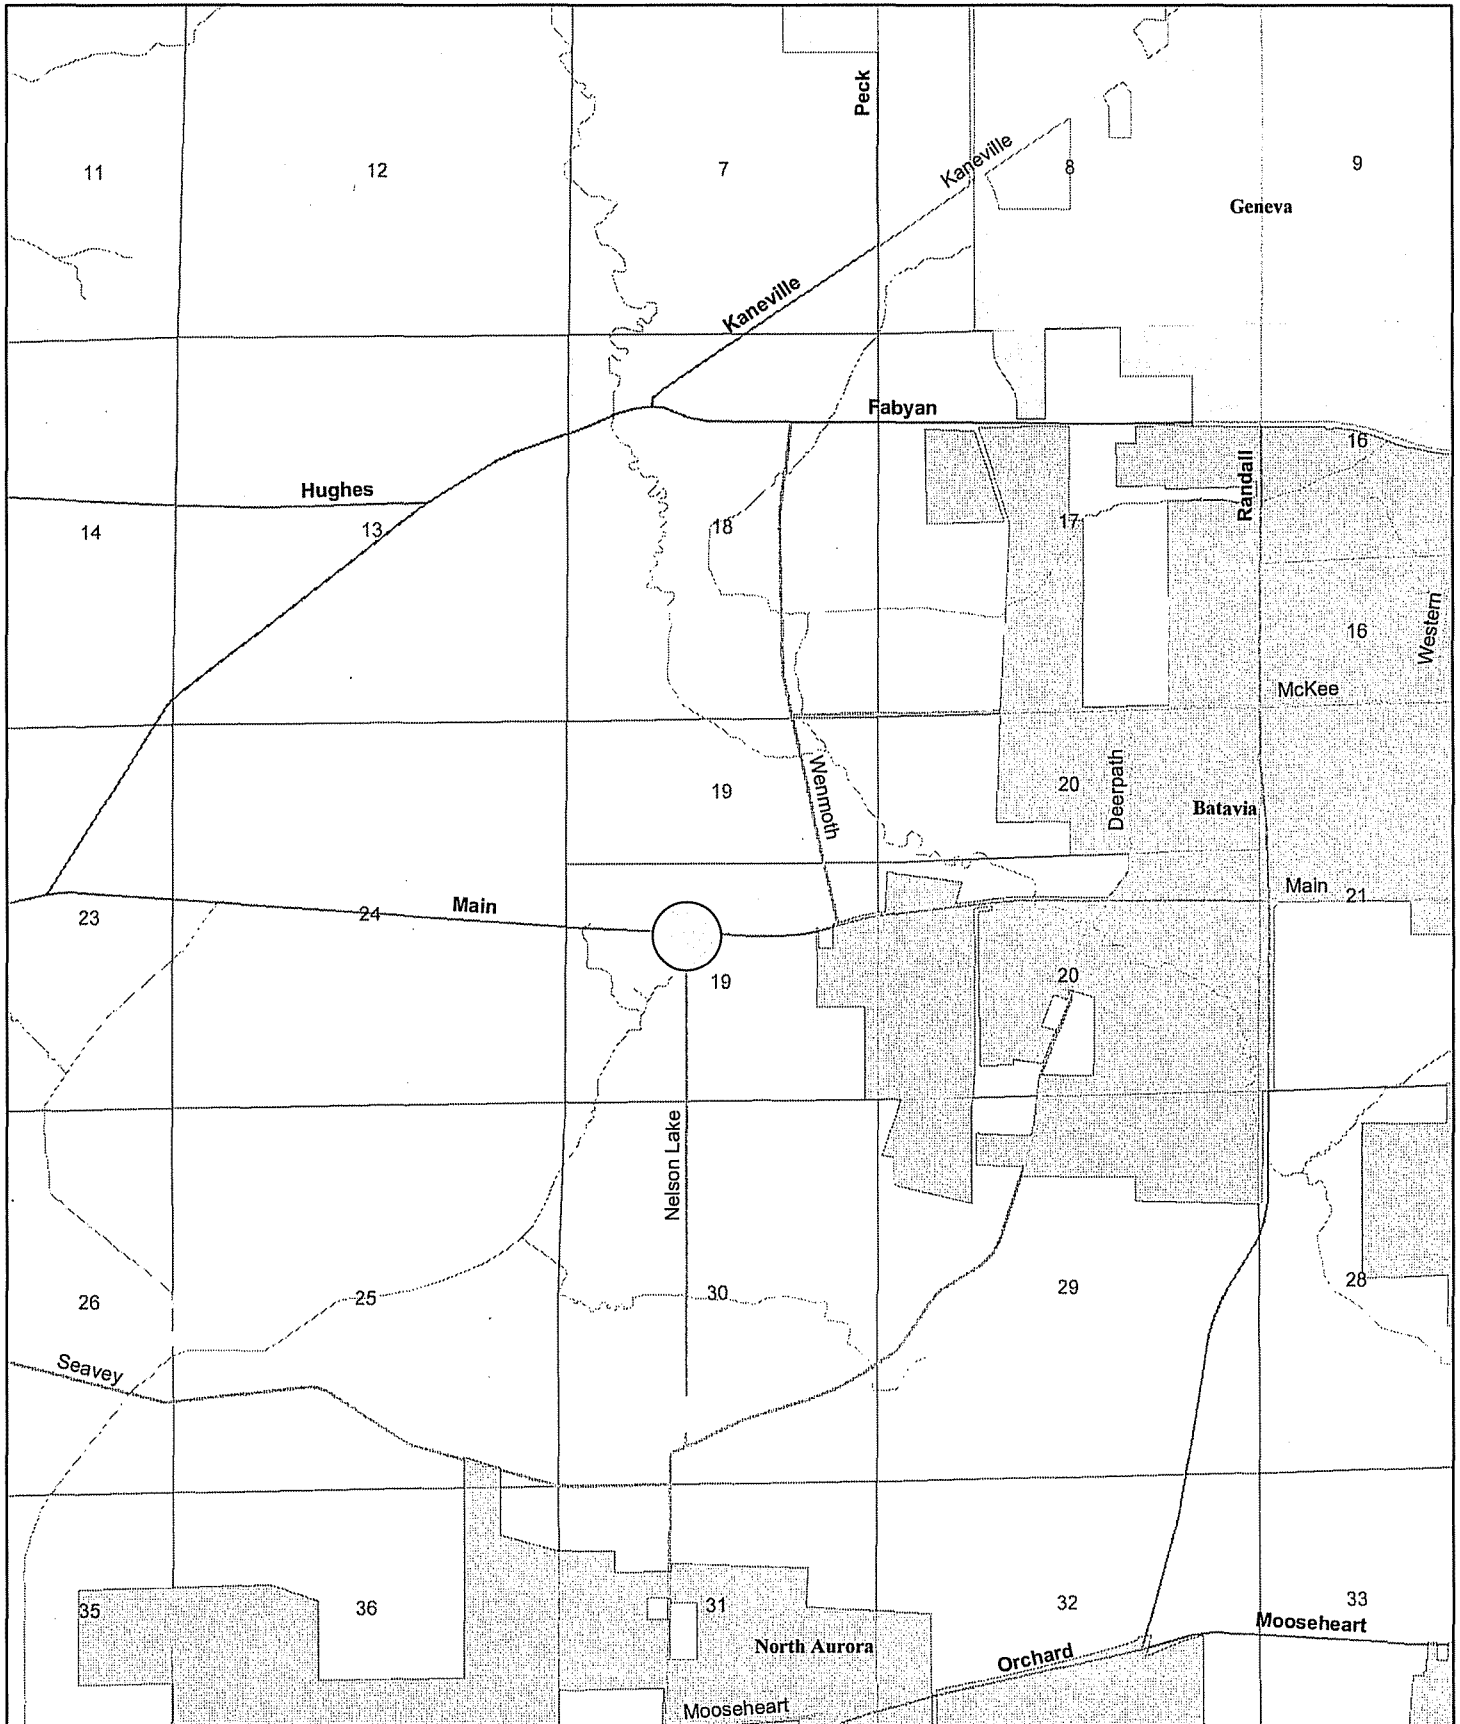 Peck
Kaneville
11
12
7
8
9
Geneva
Kaneville
Fabyan
16
Randall
Hughes
14
13
18
17
16
Western
McKee
19
Wenmoth
20
Deerpath
Batavia
Main
21
23
24
Main
19
20
Nelson Lake
26
25
30
29
28
Seavey
35
36
31
32
33
Mooseheart
North Aurora
Orchard
Mooseheart